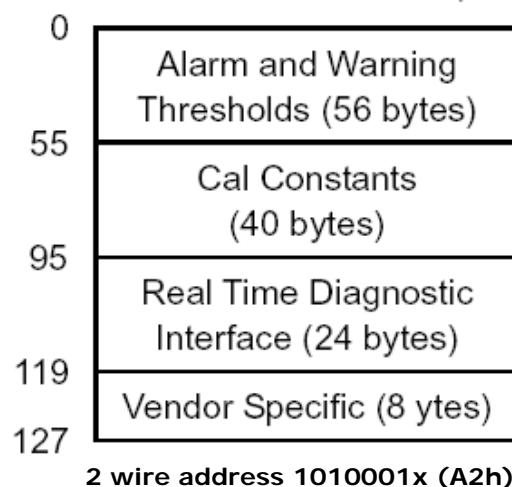 0
Alarm and Warning
Thresholds (56 bytes)
55
Cal Constants
(40 bytes)
95
Real Time Diagnostic
Interface (24 bytes)
119
Vendor Specific (8 ytes)
127
2 wire address 1010001x (A2h)